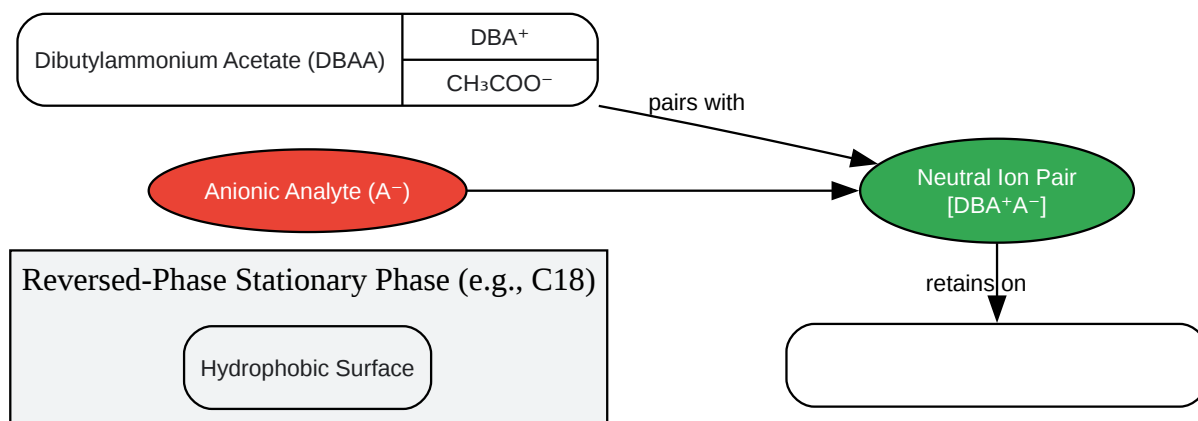 Dibutylammonium Acetate (DBAA)
DBA⁺
CH₃COO⁻
pairs with
Anionic Analyte (A⁻)
Neutral Ion Pair
[DBA⁺A⁻]
Reversed-Phase Stationary Phase (e.g., C18)
retains on
Hydrophobic Surface